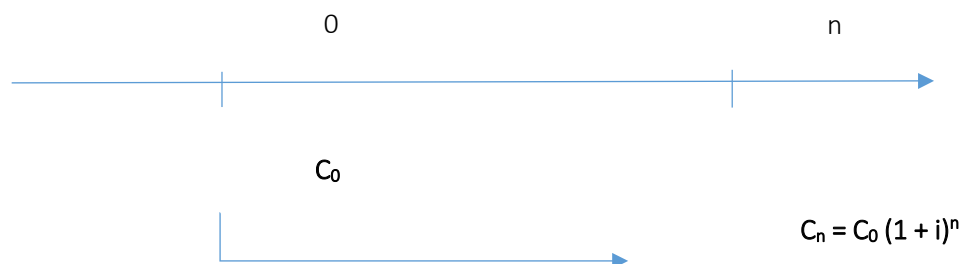 0 n
C₀
Cₙ = C₀ (1 + i)ⁿ